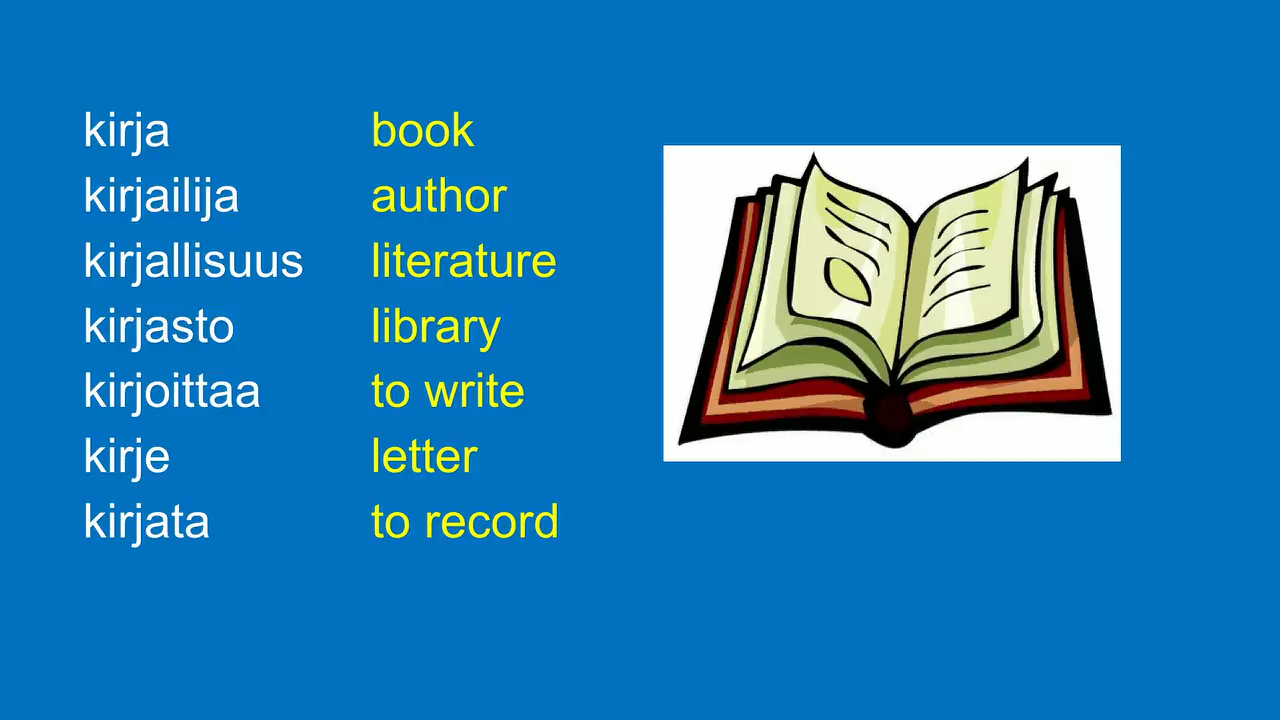 kirja book
kirjailija author
kirjallisuus literature
kirjasto library
kirjoittaa to write
kirje letter
kirjata to record